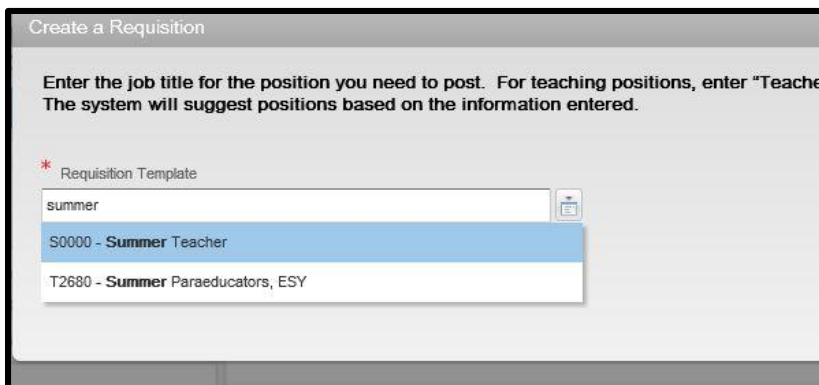 Create a Requisition
Enter the job title for the position you need to post. For teaching positions, enter "Teache
The system will suggest positions based on the information entered.
* Requisition Template
summer
S0000 - Summer Teacher
T2680 - Summer Paraeducators, ESY